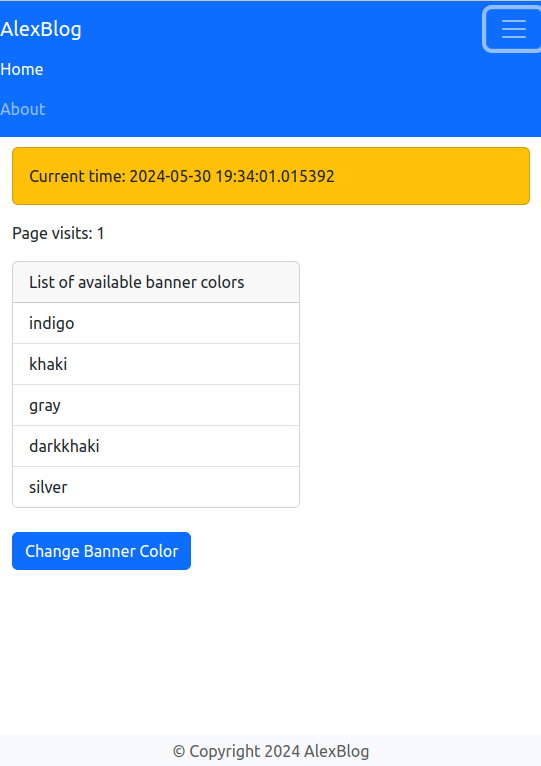 AlexBlog
Home
About
Current time: 2024-05-30 19:34:01.015392
Page visits: 1
List of available banner colors
indigo
khaki
gray
darkkhaki
silver
Change Banner Color
© Copyright 2024 AlexBlog